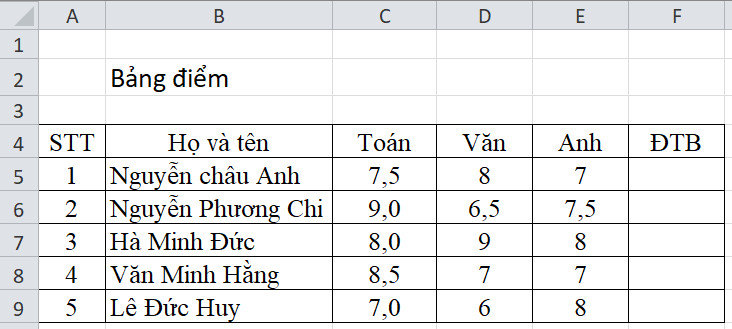 A B C D E F
1
2 Bảng điểm
3
4 STT Họ và tên Toán Văn Anh ĐTB
5 1 Nguyễn châu Anh 7,5 8 7
6 2 Nguyễn Phương Chi 9,0 6,5 7,5
7 3 Hà Minh Đức 8,0 9 8
8 4 Văn Minh Hằng 8,5 7 7
9 5 Lê Đức Huy 7,0 6 8